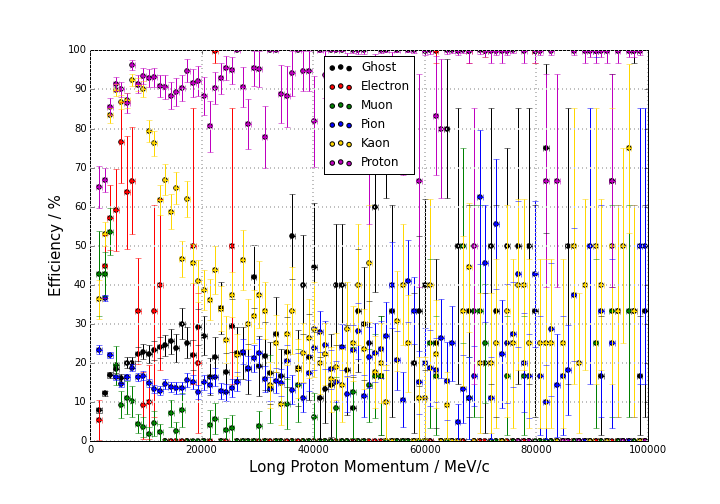 100
90
80
70
60
50
40
30
20
10
0
Efficiency / %
Ghost
Electron
Muon
Pion
Kaon
Proton
0 20000 40000 60000 80000 100000
Long Proton Momentum / MeV/c